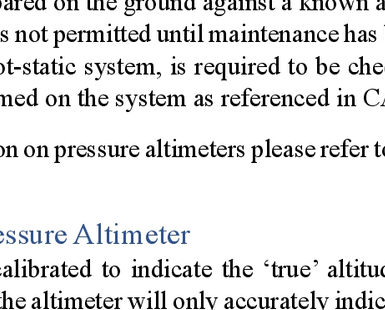 on the ground against a known
s not permitted until maintenance has
ot-static system, is required to be che
med on the system as referenced in CA
on on pressure altimeters please refer to
essure Altimeter
calibrated to indicate the ‘true’ altitud
the altimeter will only accurately indic